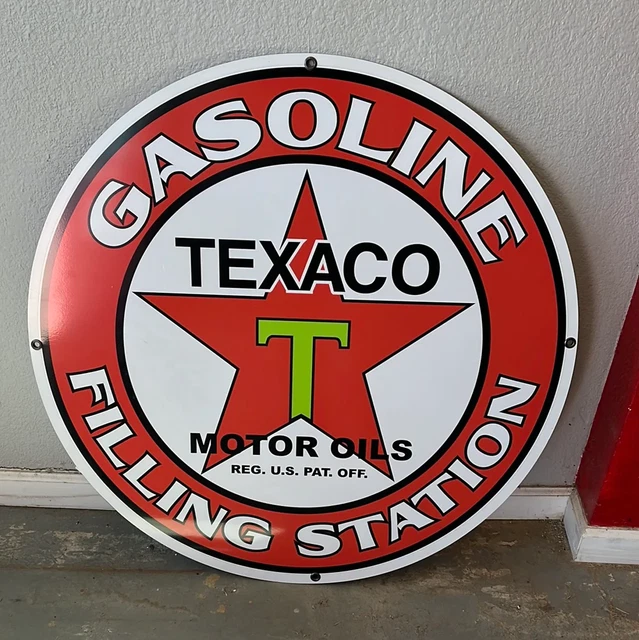 GASOLINE
TEXACO
T
MOTOR OILS
REG. U.S. PAT. OFF.
FILLING STATION